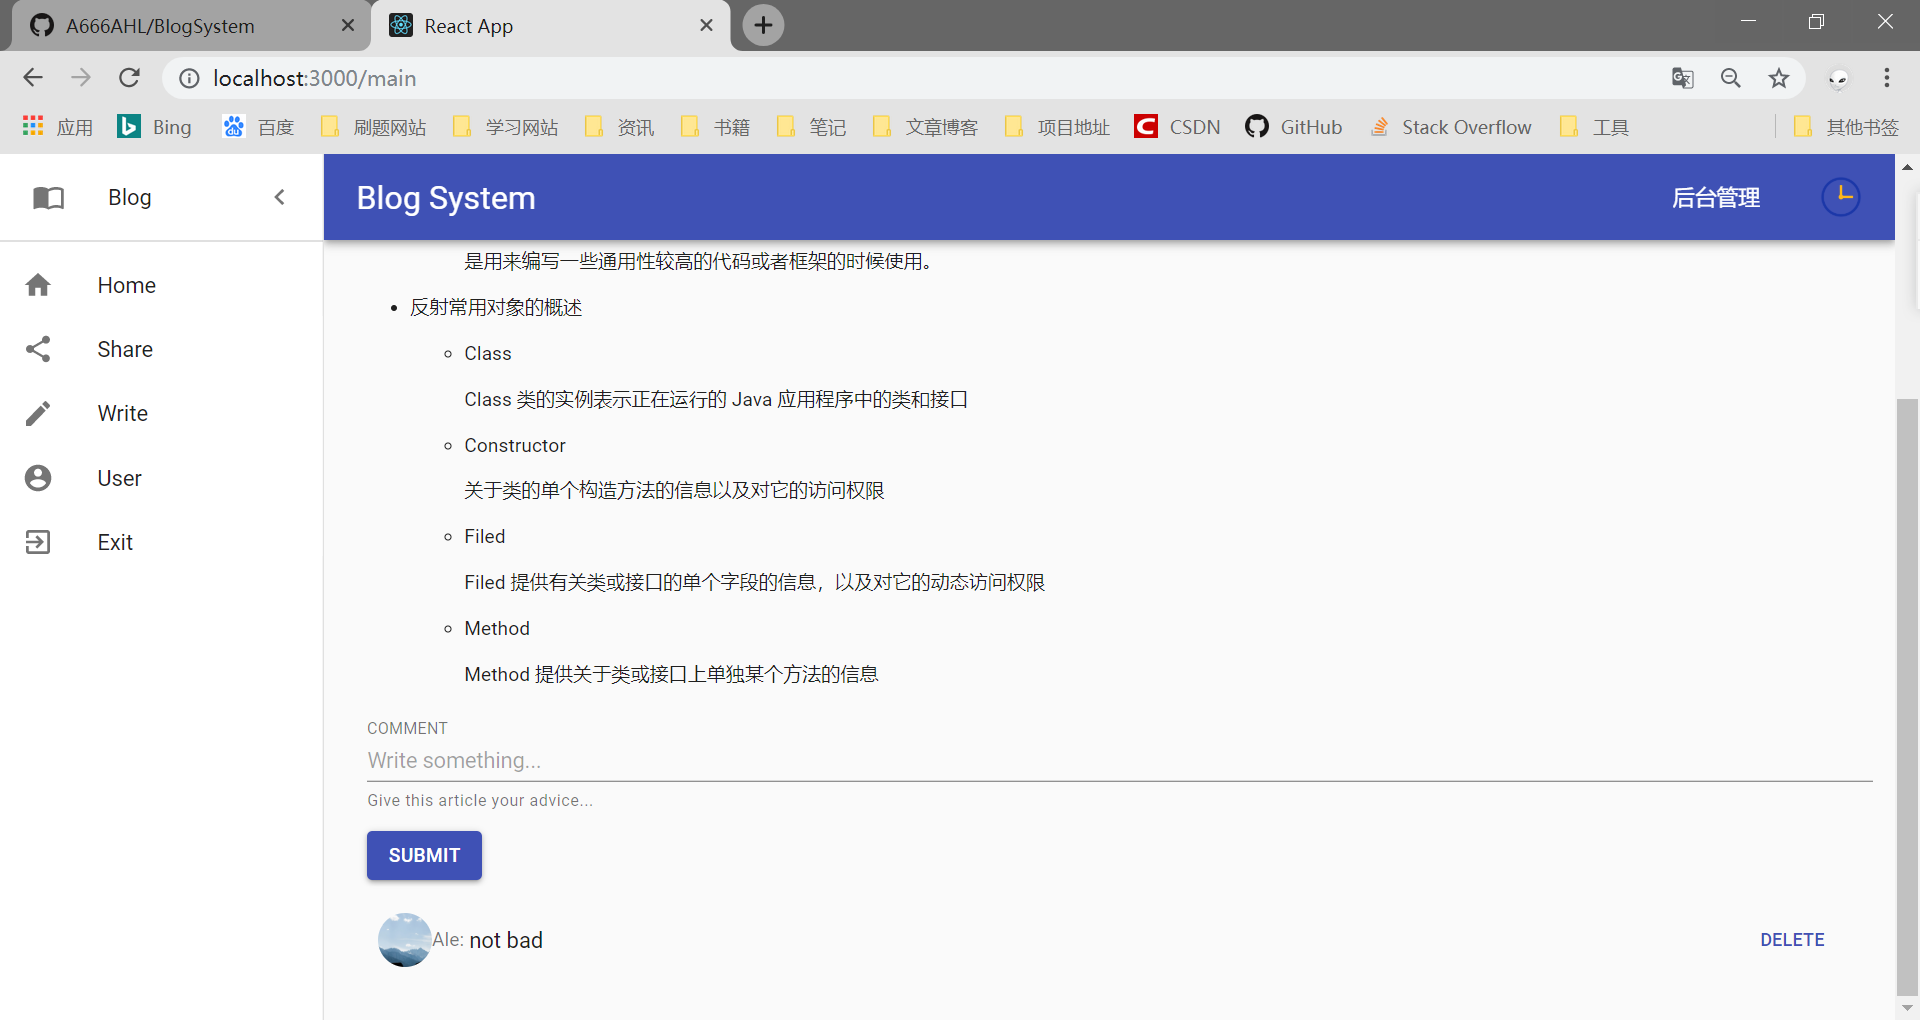 A666AHL/BlogSystem
React App
localhost:3000/main
应用
Bing
百度
刷题网站
学习网站
资讯
书籍
笔记
文章博客
项目地址
CSDN
GitHub
Stack Overflow
工具
其他书签
Blog
Blog System
后台管理
Home
Share
Write
User
Exit
是用来编写一些通用性较高的代码或者框架的时候使用。
反射常用对象的概述
Class
Class 类的实例表示正在运行的 Java 应用程序中的类和接口
Constructor
关于类的单个构造方法的信息以及对它的访问权限
Filed
Filed 提供有关类或接口的单个字段的信息，以及对它的动态访问权限
Method
Method 提供关于类或接口上单独某个方法的信息
COMMENT
Write something...
Give this article your advice...
SUBMIT
Ale: not bad
DELETE